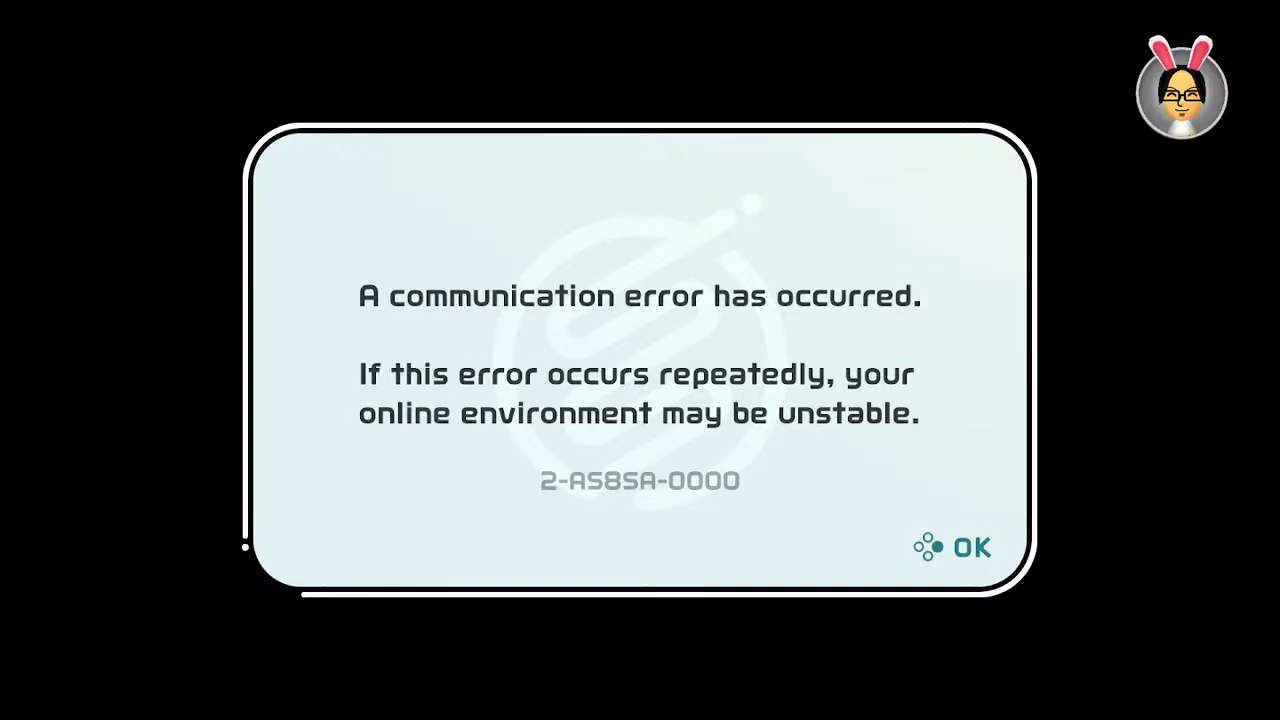 A communication error has occurred.
If this error occurs repeatedly, your
online environment may be unstable.
2-AS8SA-0000
OK